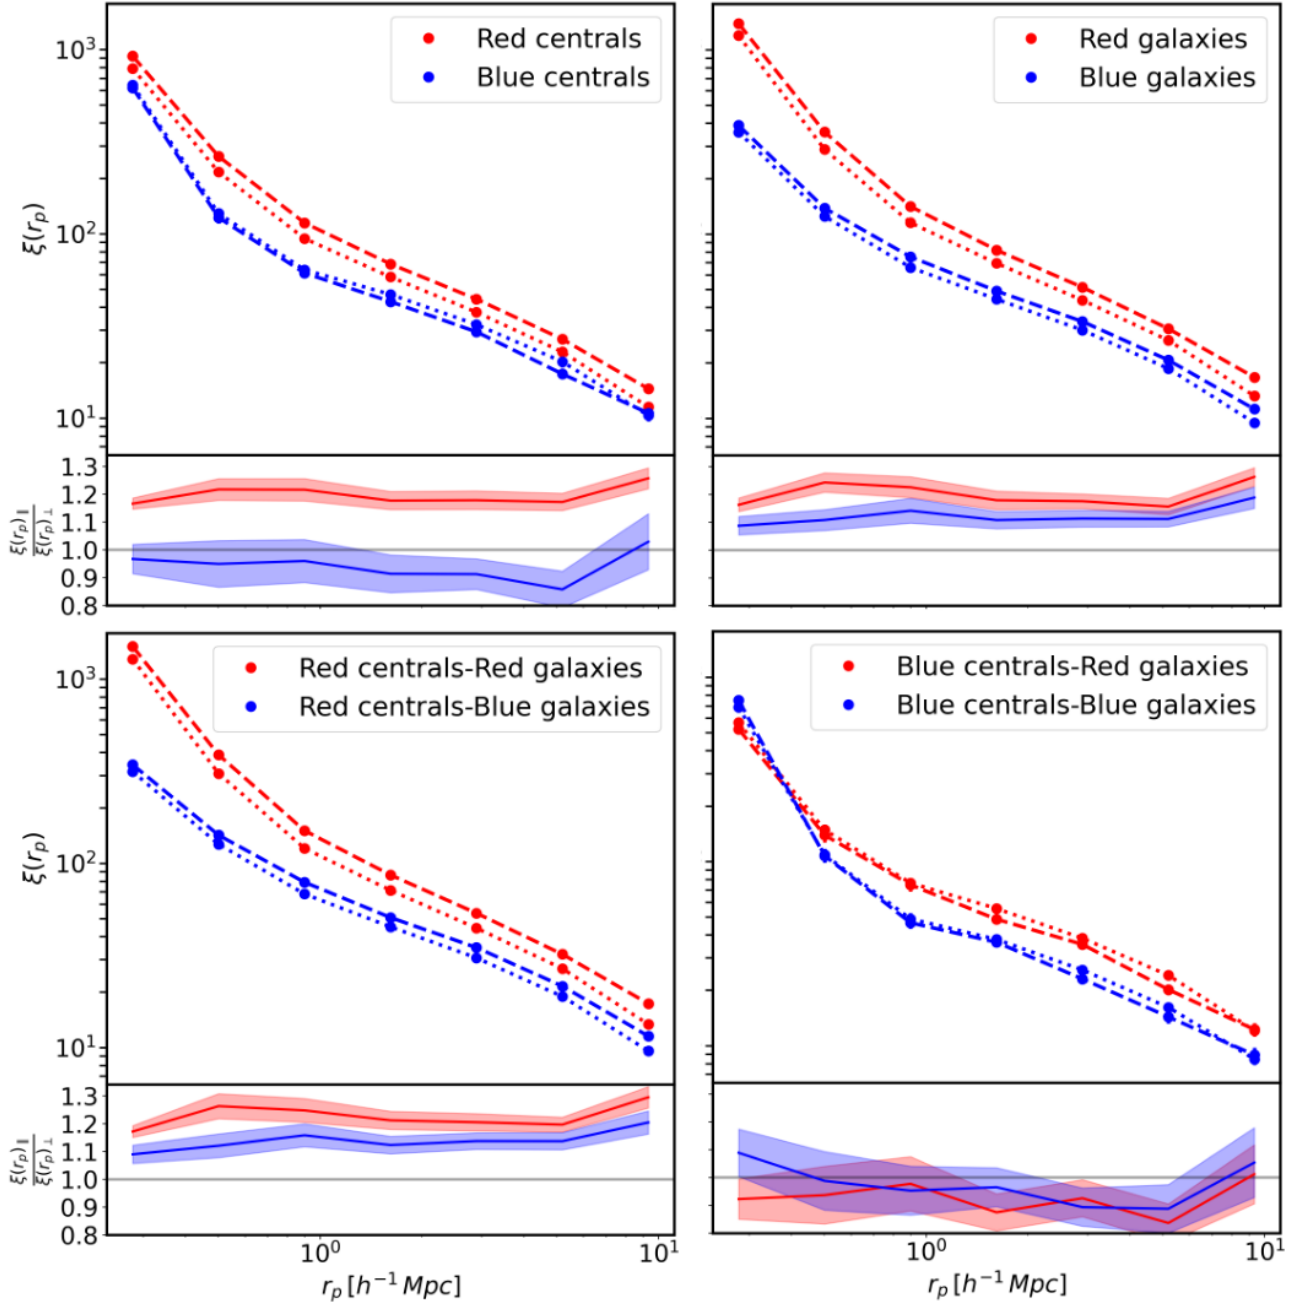 Red centrals
Blue centrals
Red galaxies
Blue galaxies
10³
10²
10¹
ξ(r_p)
1.3
1.2
1.1
1.0
0.9
0.8
ξ(r_p)∥
ξ(r_p)⊥
Red centrals-Red galaxies
Red centrals-Blue galaxies
Blue centrals-Red galaxies
Blue centrals-Blue galaxies
10³
10²
10¹
ξ(r_p)
1.3
1.2
1.1
1.0
0.9
0.8
ξ(r_p)∥
ξ(r_p)⊥
10⁰ 10¹
10⁰ 10¹
r_p [h⁻¹ Mpc]
r_p [h⁻¹ Mpc]